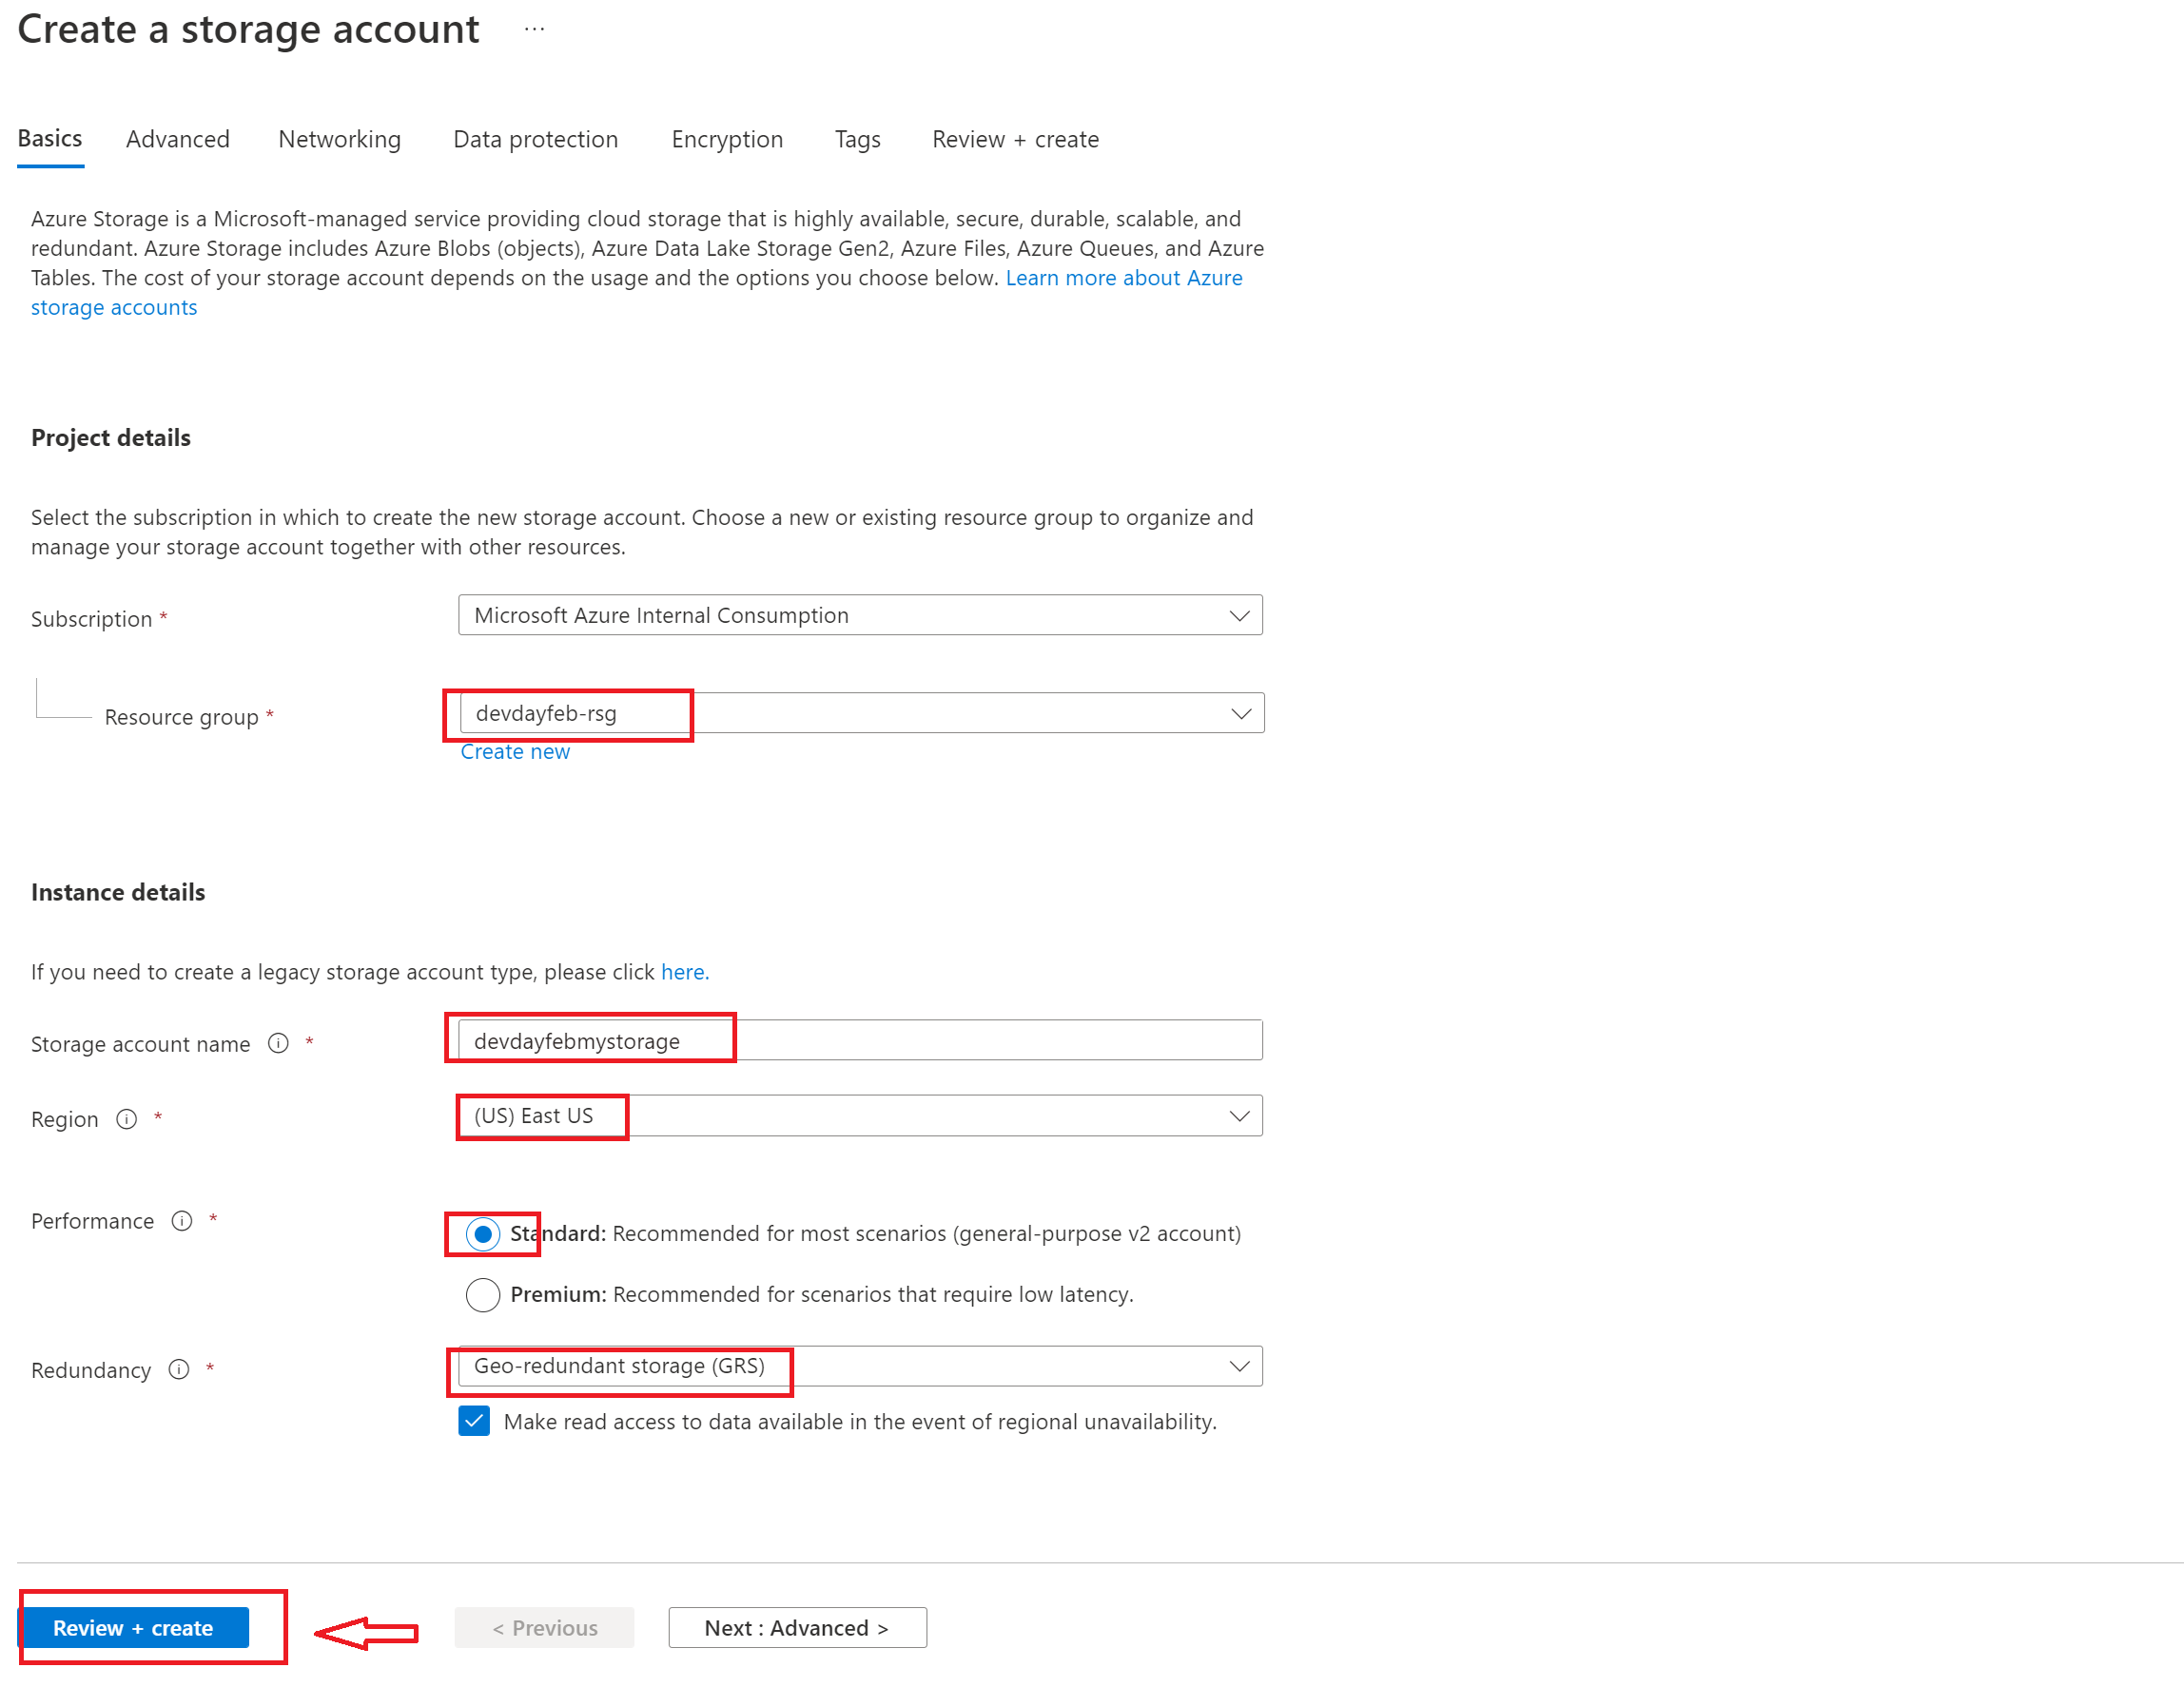 Create a storage account ...
Basics Advanced Networking Data protection Encryption Tags Review + create
Azure Storage is a Microsoft-managed service providing cloud storage that is highly available, secure, durable, scalable, and
redundant. Azure Storage includes Azure Blobs (objects), Azure Data Lake Storage Gen2, Azure Files, Azure Queues, and Azure
Tables. The cost of your storage account depends on the usage and the options you choose below. Learn more about Azure
storage accounts
Project details
Select the subscription in which to create the new storage account. Choose a new or existing resource group to organize and
manage your storage account together with other resources.
Subscription * Microsoft Azure Internal Consumption
Resource group * devdayfeb-rsg
Create new
Instance details
If you need to create a legacy storage account type, please click here.
Storage account name * devdayfebmystorage
Region * (US) East US
Performance * Standard: Recommended for most scenarios (general-purpose v2 account)
Premium: Recommended for scenarios that require low latency.
Redundancy * Geo-redundant storage (GRS)
Make read access to data available in the event of regional unavailability.
Review + create < Previous Next : Advanced >